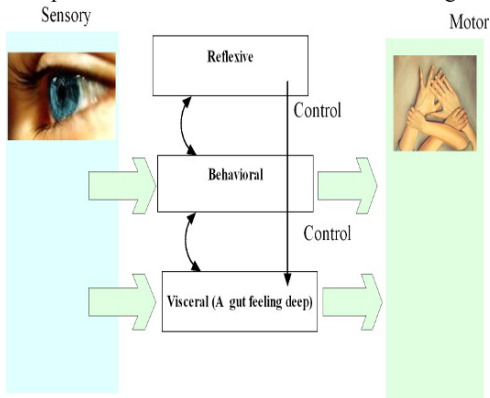 Sensory
Motor
Reflexive
Control
Behavioral
Control
Visceral (A gut feeling deep)